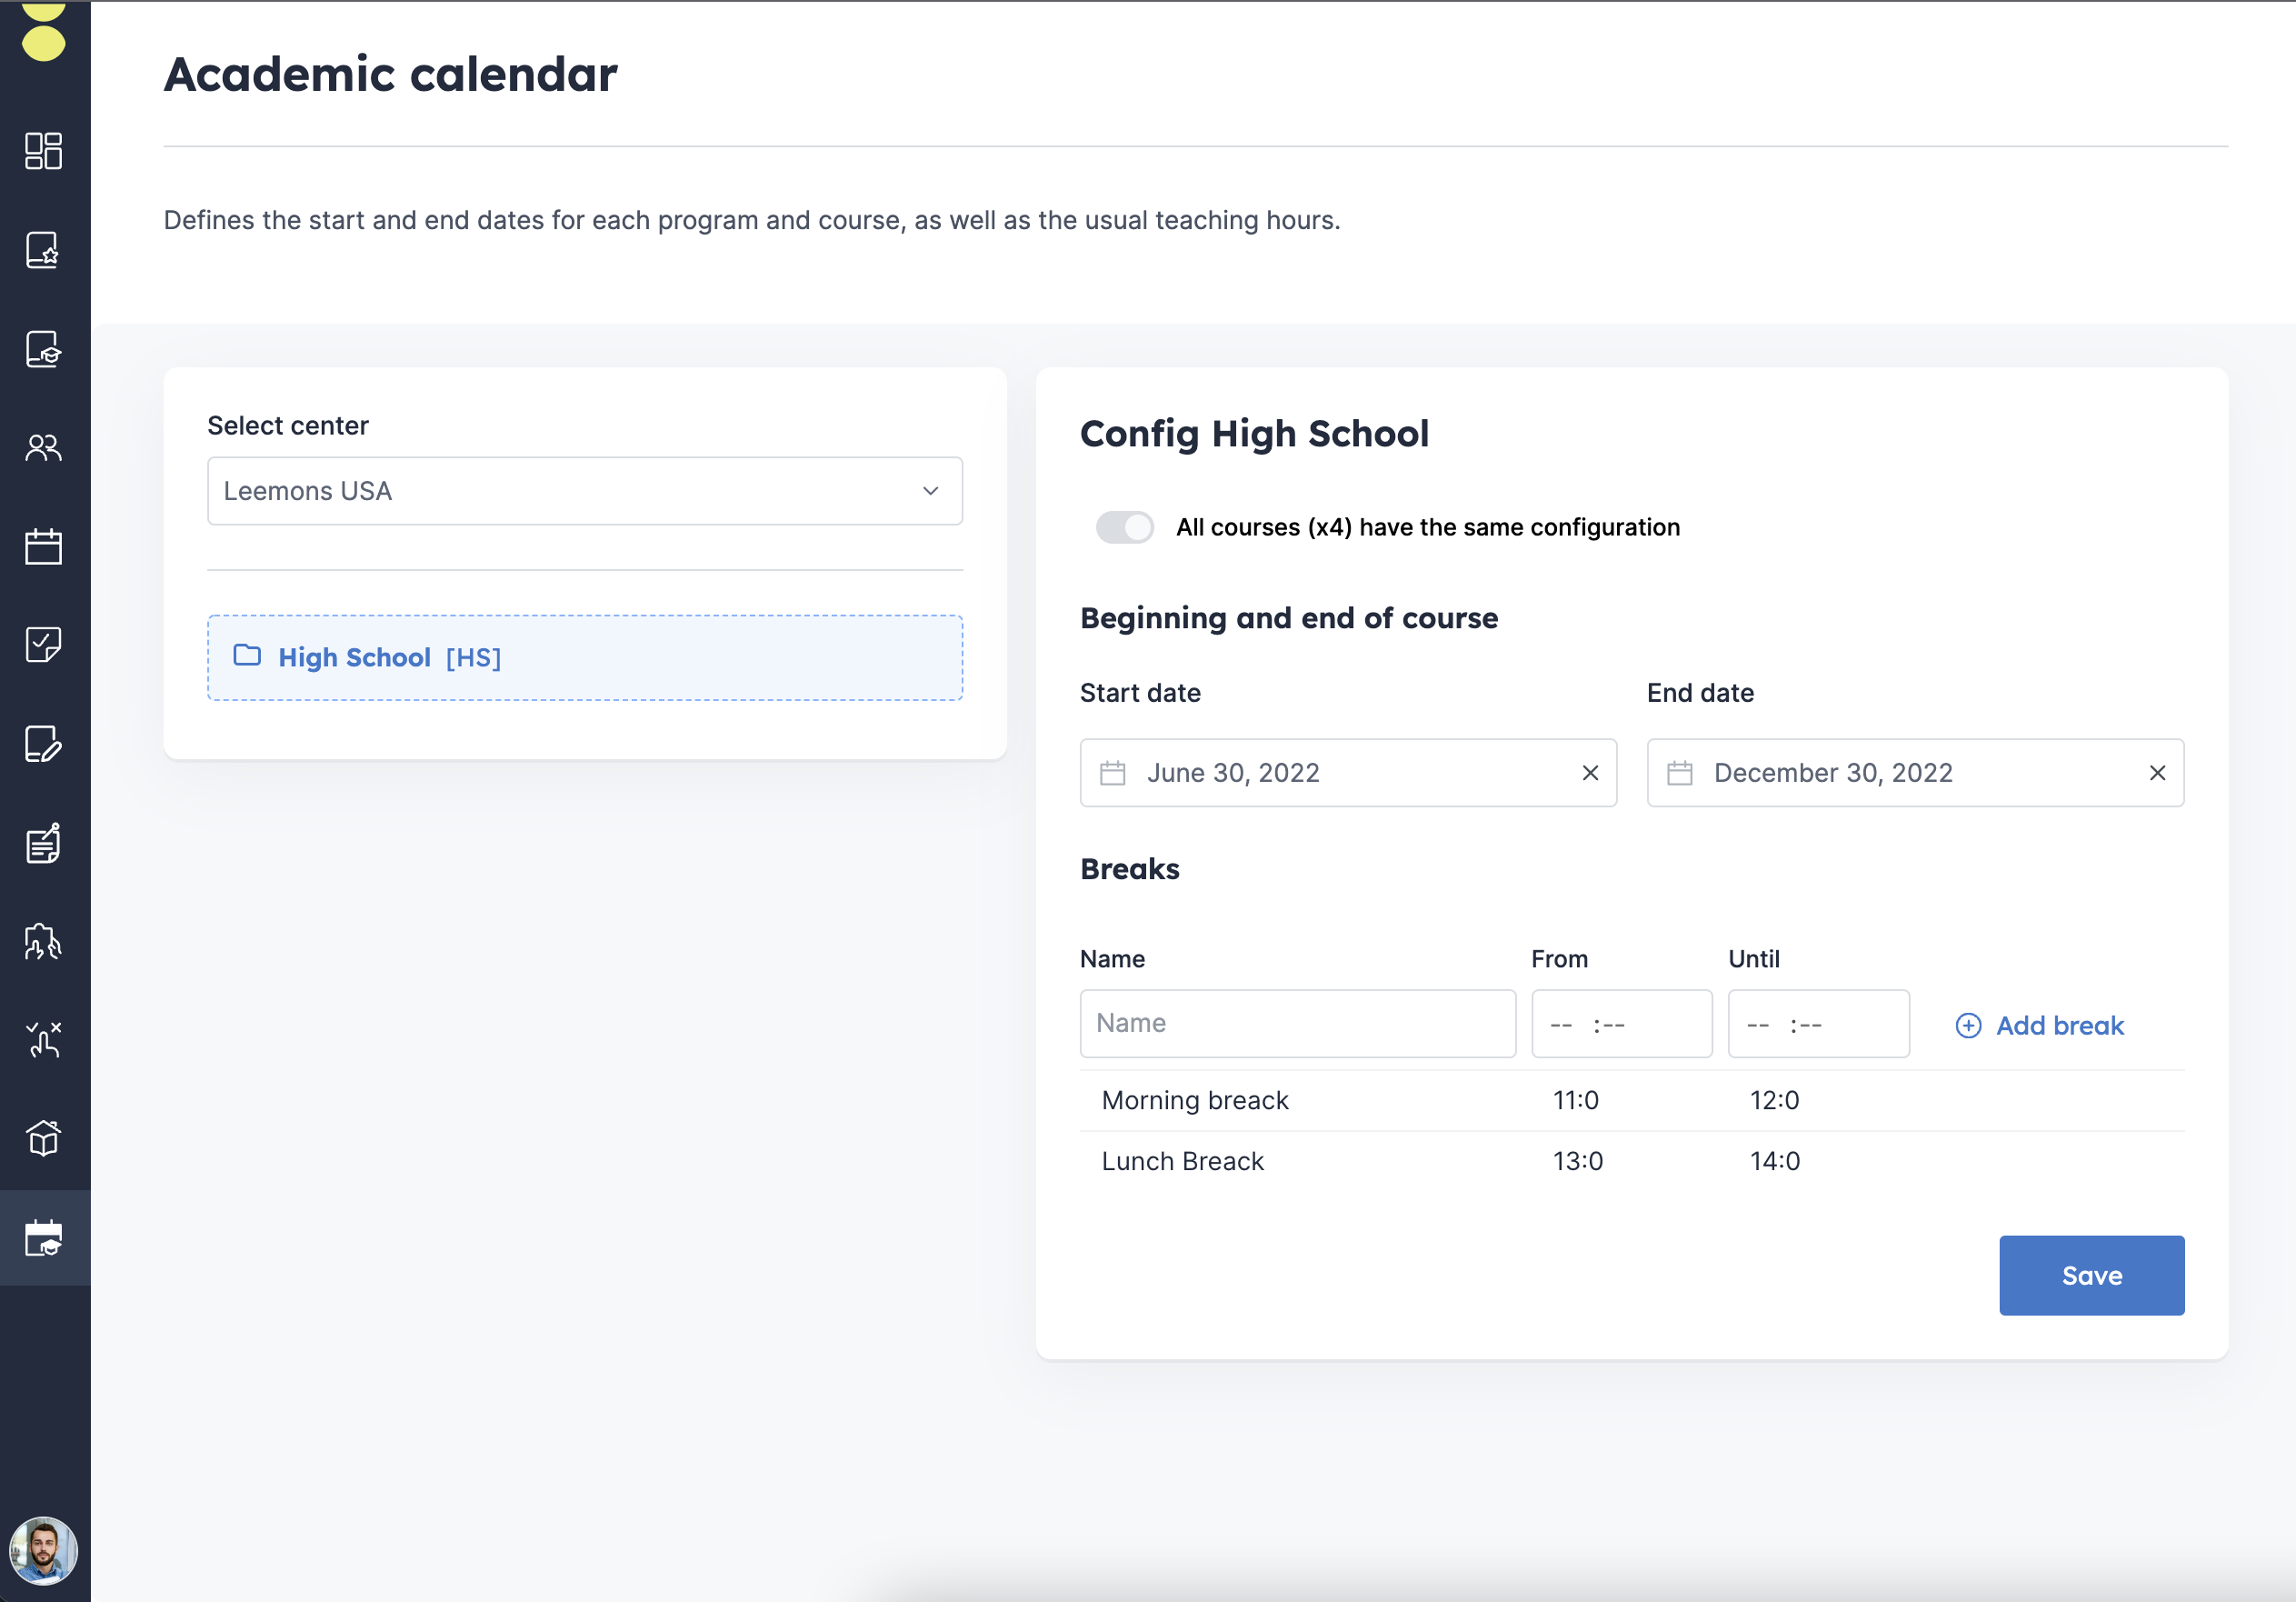 Academic calendar
Defines the start and end dates for each program and course, as well as the usual teaching hours.
Select center
Leemons USA
High School [HS]
Config High School
All courses (x4) have the same configuration
Beginning and end of course
Start date End date
June 30, 2022 December 30, 2022
Breaks
Name From Until
Name -- :-- -- :-- Add break
Morning breack 11:0 12:0
Lunch Breack 13:0 14:0
Save